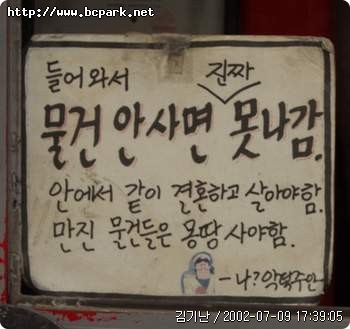 http://www.bcpark.net
들어와서 진짜
물건 안 사면 못나감.
안에서 같이 결혼하고 살아야함.
만진 물건들은 몽땅 사야함.
-나? 악덕주인-
김기난 / 2002-07-09 17:39:05